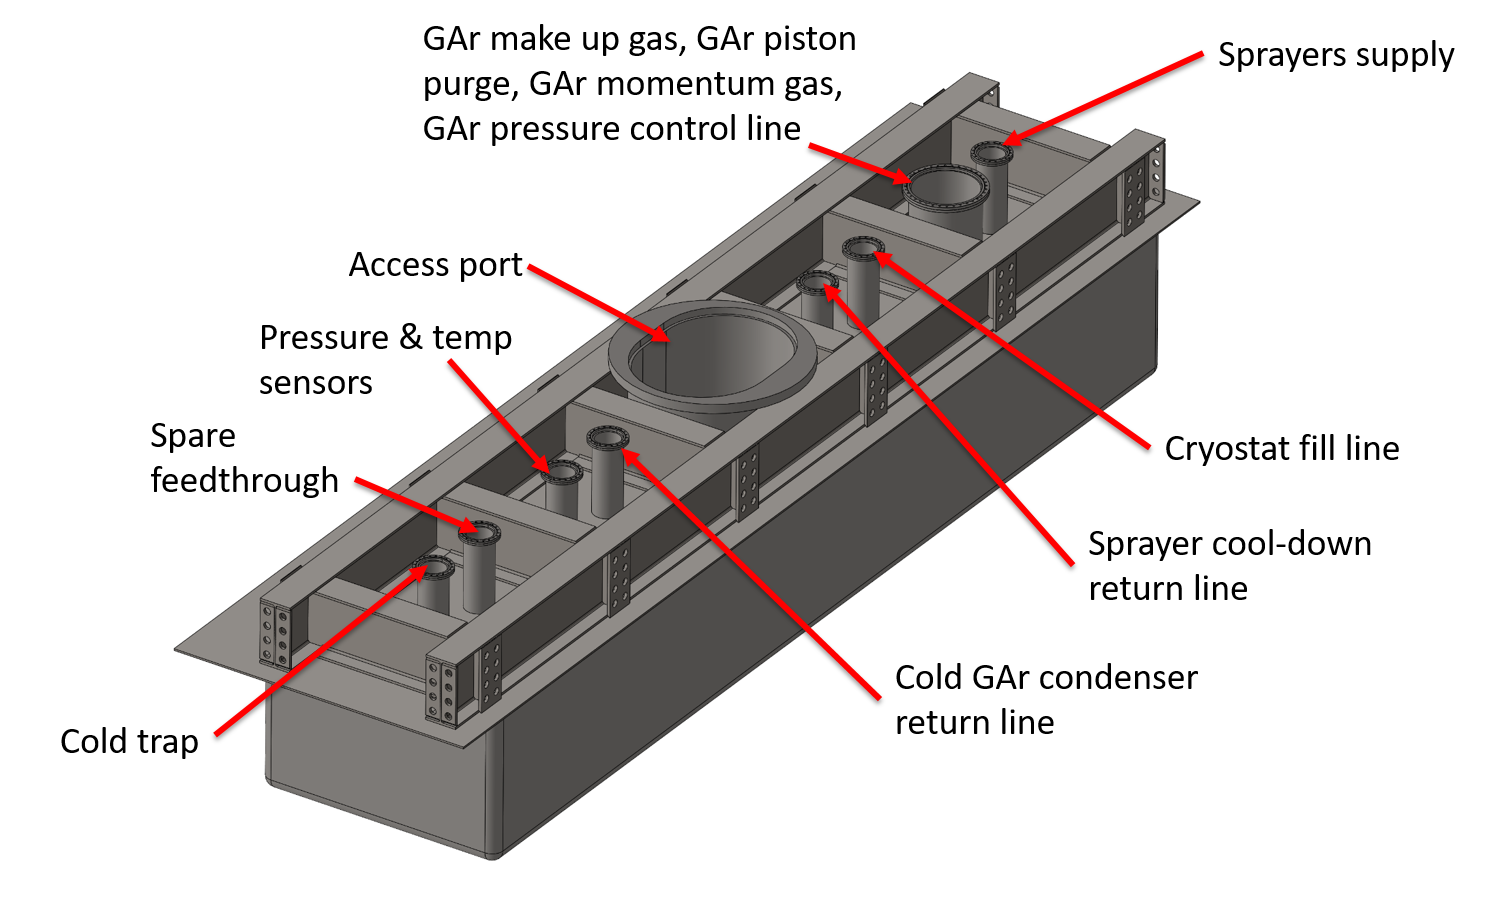 GAr make up gas, GAr piston
purge, GAr momentum gas,
GAr pressure control line
Sprayers supply
Access port
Pressure & temp
sensors
Spare
feedthrough
Cryostat fill line
Sprayer cool-down
return line
Cold GAr condenser
return line
Cold trap